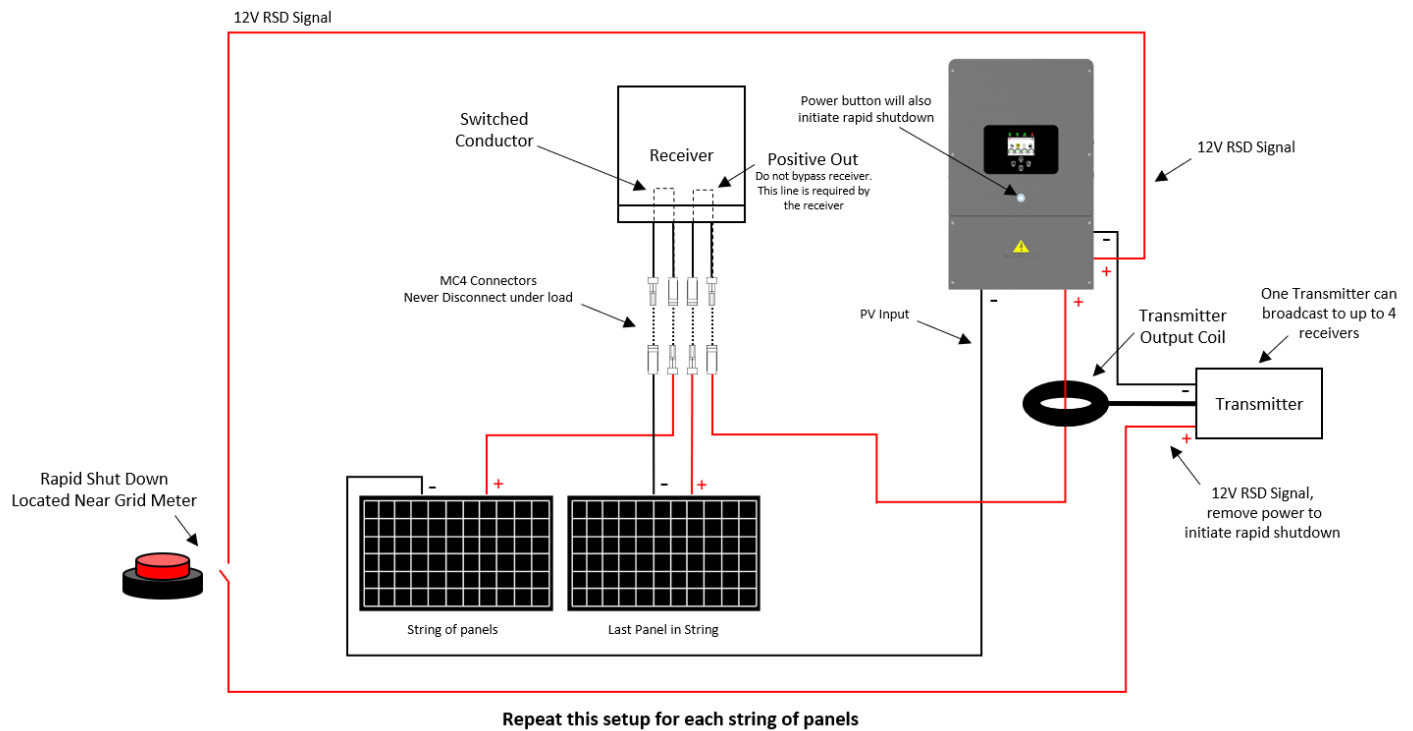 12V RSD Signal
Switched
Conductor
Receiver
Positive Out
Do not bypass receiver.
This line is required by
the receiver
Power button will also
initiate rapid shutdown
12V RSD Signal
-
+
MC4 Connectors
Never Disconnect under load
-
+
PV Input
Transmitter
Output Coil
One Transmitter can
broadcast to up to 4
receivers
-
Transmitter
+
12V RSD Signal,
remove power to
initiate rapid shutdown
Rapid Shut Down
Located Near Grid Meter
-
+
-
+
String of panels
Last Panel in String
Repeat this setup for each string of panels